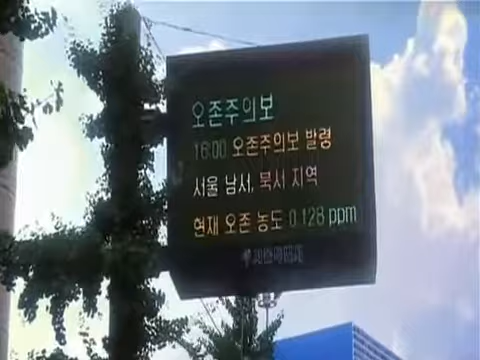 오존주의보
16:00 오존주의보 발령
서울 남서, 북서 지역
현재 오존 농도 0.128 ppm